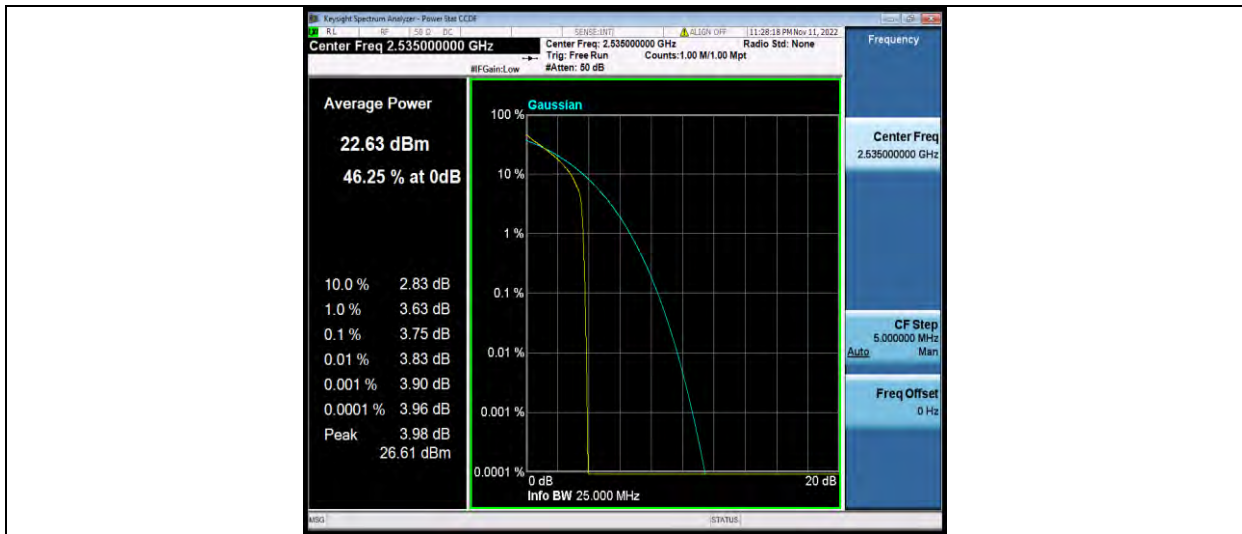 Keysight Spectrum Analyzer - Power Stat CCDF
RL RF 50 Ω DC SENSE:INT ALIGN OFF 11:28:18 PM Nov 11, 2022
Center Freq 2.535000000 GHz
Center Freq: 2.535000000 GHz Radio Std: None
Trig: Free Run Counts:1.00 M/1.00 Mpt
#IFGain:Low #Atten: 50 dB
Frequency
Average Power
22.63 dBm
46.25 % at 0dB
10.0 % 2.83 dB
1.0 % 3.63 dB
0.1 % 3.75 dB
0.01 % 3.83 dB
0.001 % 3.90 dB
0.0001 % 3.96 dB
Peak 3.98 dB
26.61 dBm
Gaussian
100 %
10 %
1 %
0.1 %
0.01 %
0.001 %
0.0001 %
0 dB 20 dB
Info BW 25.000 MHz
Center Freq
2.535000000 GHz
CF Step
5.000000 MHz
Auto Man
Freq Offset
0 Hz
MSG STATUS